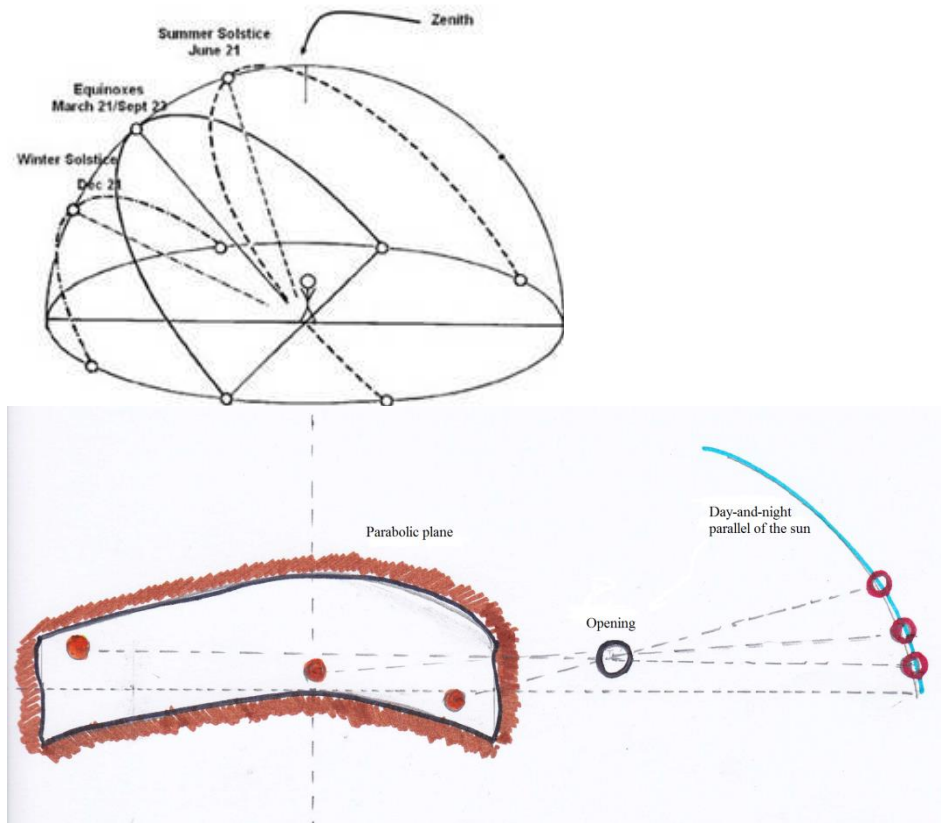 Zenith
Summer Solstice
June 21
Equinoxes
March 21/Sept 23
Winter Solstice
Dec 21
Parabolic plane
Day-and-night
parallel of the sun
Opening